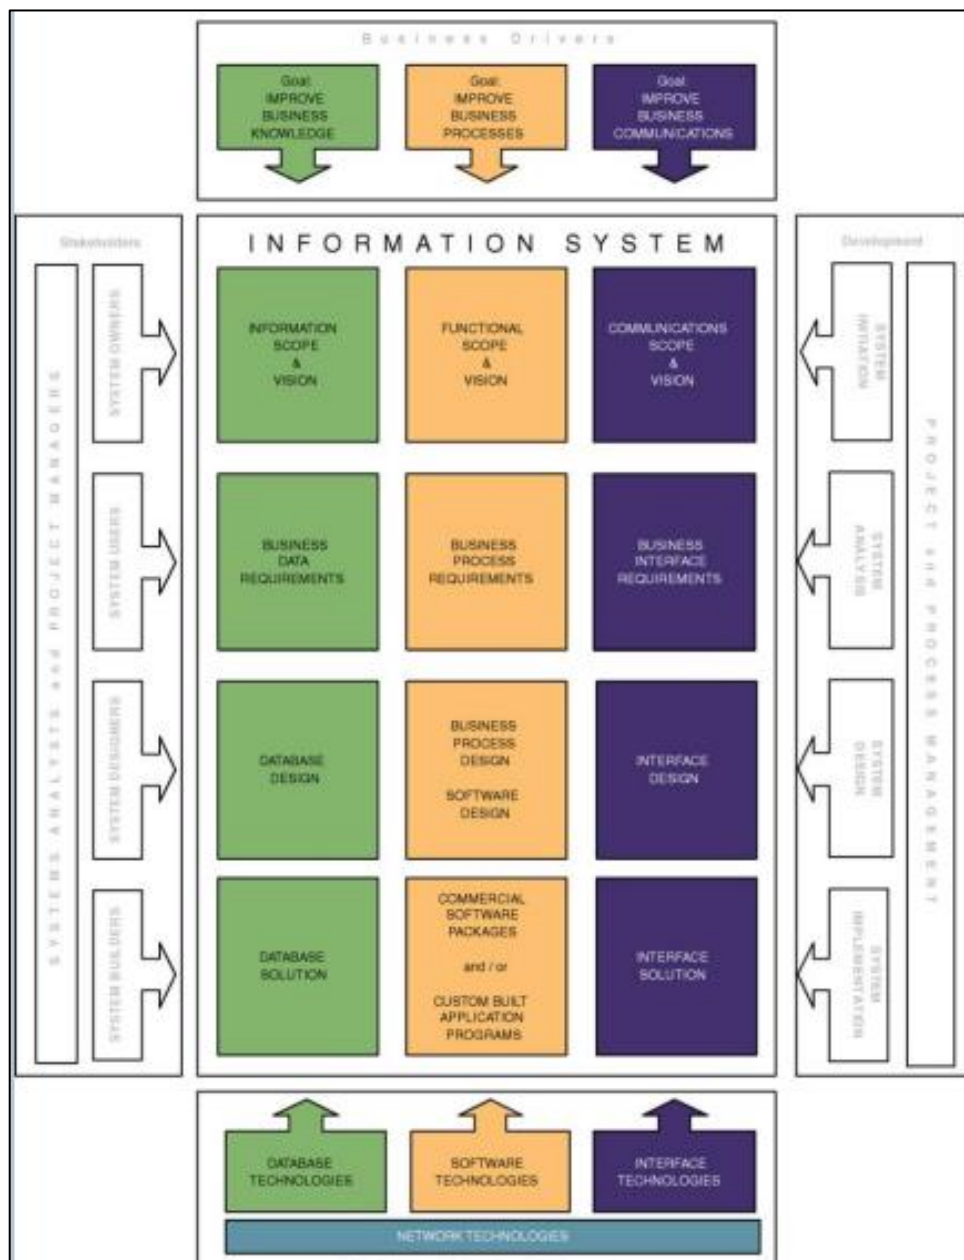 Business Drivers
Goal:
IMPROVE
BUSINESS
KNOWLEDGE
Goal:
IMPROVE
BUSINESS
PROCESSES
Goal:
IMPROVE
BUSINESS
COMMUNICATIONS
Stakeholders
SYSTEMS ANALYSTS and PROJECT MANAGERS
SYSTEM OWNERS
SYSTEM USERS
SYSTEM DESIGNERS
SYSTEM BUILDERS
INFORMATION SYSTEM
INFORMATION
SCOPE
&
VISION
FUNCTIONAL
SCOPE
&
VISION
COMMUNICATIONS
SCOPE
&
VISION
BUSINESS
DATA
REQUIREMENTS
BUSINESS
PROCESS
REQUIREMENTS
BUSINESS
INTERFACE
REQUIREMENTS
DATABASE
DESIGN
BUSINESS
PROCESS
DESIGN
SOFTWARE
DESIGN
INTERFACE
DESIGN
DATABASE
SOLUTION
COMMERCIAL
SOFTWARE
PACKAGES
and / or
CUSTOM BUILT
APPLICATION
PROGRAMS
INTERFACE
SOLUTION
Development
SYSTEM
INITIATION
SYSTEM
ANALYSIS
SYSTEM
DESIGN
SYSTEM
IMPLEMENTATION
PROJECT and PROCESS MANAGEMENT
DATABASE
TECHNOLOGIES
SOFTWARE
TECHNOLOGIES
INTERFACE
TECHNOLOGIES
NETWORK TECHNOLOGIES